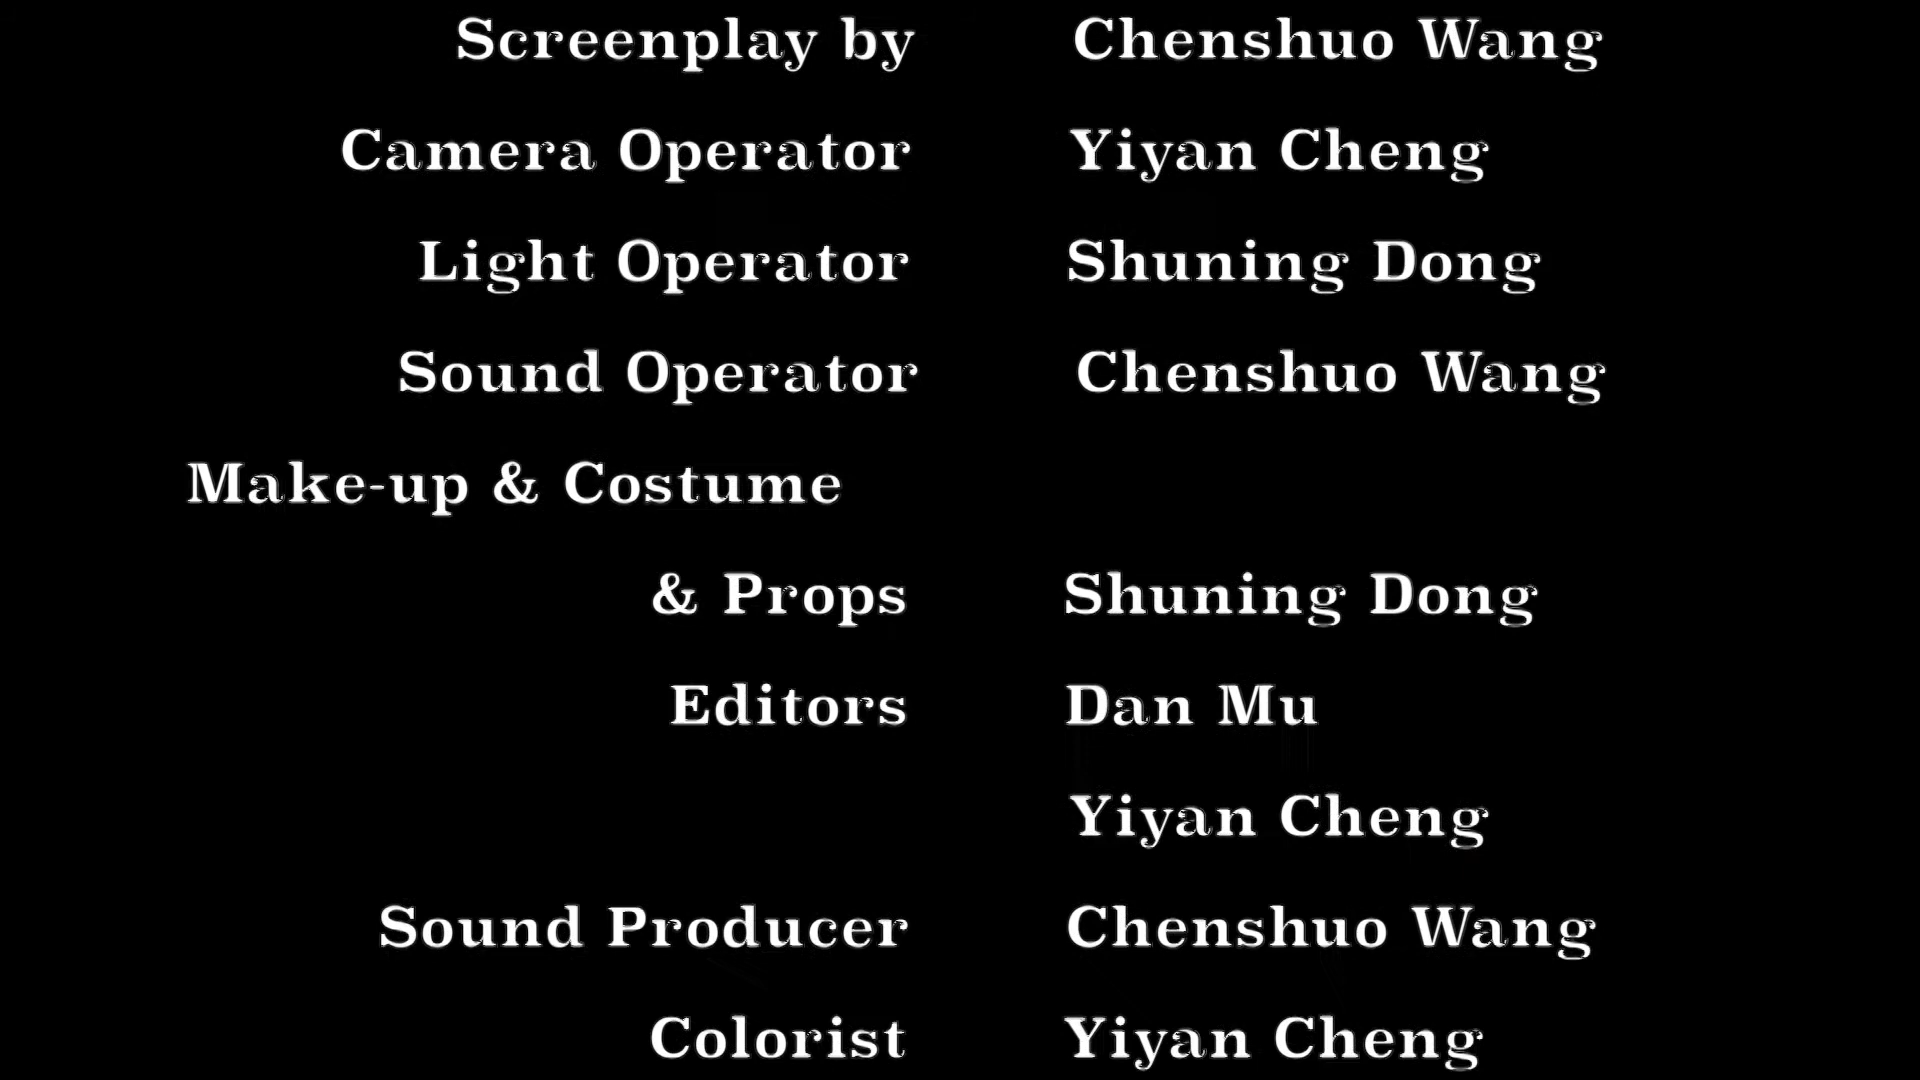 Screenplay by Chenshuo Wang
Camera Operator Yiyan Cheng
Light Operator Shuning Dong
Sound Operator Chenshuo Wang
Make-up & Costume
& Props Shuning Dong
Editors Dan Mu
Yiyan Cheng
Sound Producer Chenshuo Wang
Colorist Yiyan Cheng